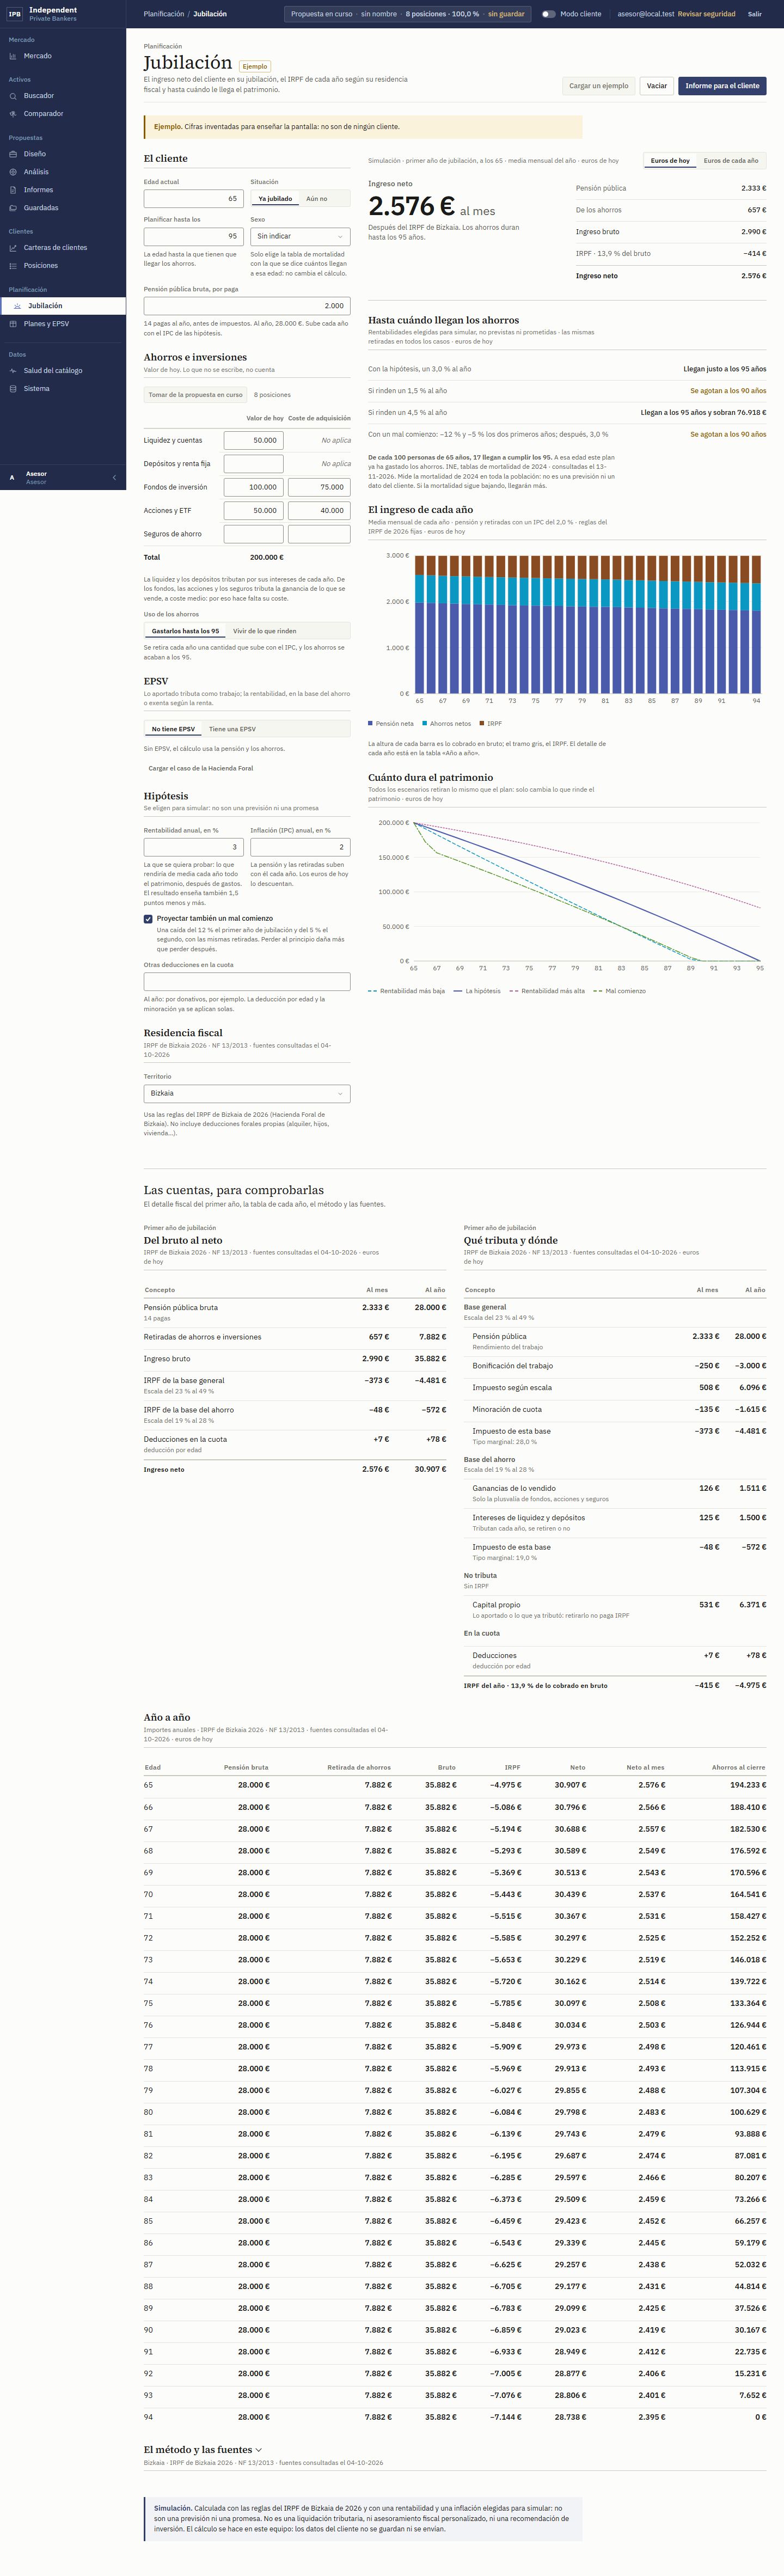 IPB
Independent
Private Bankers
Planificación / Jubilación
Propuesta en curso · sin nombre · 8 posiciones · 100,0 % · sin guardar
Modo cliente
asesor@local.test Revisar seguridad
Salir
Mercado
Mercado
Activos
Buscador
Comparador
Propuestas
Diseño
Análisis
Informes
Guardadas
Clientes
Carteras de clientes
Posiciones
Planificación
Jubilación
Planes y EPSV
Datos
Salud del catálogo
Sistema
A
Asesor
Asesor
Planificación
Jubilación Ejemplo
El ingreso neto del cliente en su jubilación, el IRPF de cada año según su residencia
fiscal y hasta cuándo le llega el patrimonio.
Cargar un ejemplo
Vaciar
Informe para el cliente
Ejemplo. Cifras inventadas para enseñar la pantalla: no son de ningún cliente.
El cliente
Edad actual
65
Situación
Ya jubilado Aún no
Planificar hasta los
95
La edad hasta la que tienen que
llegar los ahorros.
Sexo
Sin indicar
Solo elige la tabla de mortalidad
con la que se dice cuántos llegan
a esa edad: no cambia el cálculo.
Pensión pública bruta, por paga
2.000
14 pagas al año, antes de impuestos. Al año, 28.000 €. Sube cada año
con el IPC de las hipótesis.
Ahorros e inversiones
Valor de hoy. Lo que no se escribe, no cuenta
Tomar de la propuesta en curso 8 posiciones
Valor de hoy Coste de adquisición
Liquidez y cuentas 50.000 No aplica
Depósitos y renta fija No aplica
Fondos de inversión 100.000 75.000
Acciones y ETF 50.000 40.000
Seguros de ahorro
Total 200.000 €
La liquidez y los depósitos tributan por sus intereses de cada año. De
los fondos, las acciones y los seguros tributa la ganancia de lo que se
vende, a coste medio: por eso hace falta su coste.
Uso de los ahorros
Gastarlos hasta los 95 Vivir de lo que rinden
Se retira cada año una cantidad que sube con el IPC, y los ahorros se
acaban a los 95.
EPSV
Lo aportado tributa como trabajo; la rentabilidad, en la base del ahorro
o exenta según la renta.
No tiene EPSV Tiene una EPSV
Sin EPSV, el cálculo usa la pensión y los ahorros.
Cargar el caso de la Hacienda Foral
Hipótesis
Se eligen para simular: no son una previsión ni una promesa
Rentabilidad anual, en %
3
La que se quiera probar: lo que
rendiría de media cada año todo
el patrimonio, después de gastos.
El resultado enseña también 1,5
puntos menos y más.
Inflación (IPC) anual, en %
2
La pensión y las retiradas suben
con él cada año. Los euros de hoy
lo descuentan.
Proyectar también un mal comienzo
Una caída del 12 % el primer año de jubilación y del 5 % el
segundo, con las mismas retiradas. Perder al principio daña más
que perder después.
Otras deducciones en la cuota
Al año: por donativos, por ejemplo. La deducción por edad y la
minoración ya se aplican solas.
Residencia fiscal
IRPF de Bizkaia 2026 · NF 13/2013 · fuentes consultadas el 04-
10-2026
Territorio
Bizkaia
Usa las reglas del IRPF de Bizkaia de 2026 (Hacienda Foral de
Bizkaia). No incluye deducciones forales propias (alquiler, hijos,
vivienda...).
Simulación · primer año de jubilación, a los 65 · media mensual del año · euros de hoy
Euros de hoy Euros de cada año
Ingreso neto
2.576 € al mes
Después del IRPF de Bizkaia. Los ahorros duran
hasta los 95 años.
Pensión pública 2.333 €
De los ahorros 657 €
Ingreso bruto 2.990 €
IRPF · 13,9 % del bruto −414 €
Ingreso neto 2.576 €
Hasta cuándo llegan los ahorros
Rentabilidades elegidas para simular, no previstas ni prometidas · las mismas
retiradas en todos los casos · euros de hoy
Con la hipótesis, un 3,0 % al año Llegan justo a los 95 años
Si rinden un 1,5 % al año Se agotan a los 90 años
Si rinden un 4,5 % al año Llegan a los 95 años y sobran 76.918 €
Con un mal comienzo: −12 % y −5 % los dos primeros años; después, 3,0 % Se agotan a los 90 años
De cada 100 personas de 65 años, 17 llegan a cumplir los 95. A esa edad este plan
ya ha gastado los ahorros. INE, tablas de mortalidad de 2024 · consultadas el 13-
11-2026. Mide la mortalidad de 2024 en toda la población: no es una previsión ni un
dato del cliente. Si la mortalidad sigue bajando, llegarán más.
El ingreso de cada año
Media mensual de cada año · pensión y retiradas con un IPC del 2,0 % · reglas del
IRPF de 2026 fijas · euros de hoy
3.000 €
2.000 €
1.000 €
0 €
65 67 69 71 73 75 77 79 81 83 85 87 89 91 94
Pensión neta Ahorros netos IRPF
La altura de cada barra es lo cobrado en bruto; el tramo gris, el IRPF. El detalle de
cada año está en la tabla «Año a año».
Cuánto dura el patrimonio
Todos los escenarios retiran lo mismo que el plan: solo cambia lo que rinde el
patrimonio · euros de hoy
200.000 €
150.000 €
100.000 €
50.000 €
0 €
65 67 69 71 73 75 77 79 81 83 85 87 89 91 93 95
Rentabilidad más baja La hipótesis Rentabilidad más alta Mal comienzo
Las cuentas, para comprobarlas
El detalle fiscal del primer año, la tabla de cada año, el método y las fuentes.
Primer año de jubilación
Del bruto al neto
IRPF de Bizkaia 2026 · NF 13/2013 · fuentes consultadas el 04-10-2026 · euros
de hoy
Concepto Al mes Al año
Pensión pública bruta 2.333 € 28.000 €
14 pagas
Retiradas de ahorros e inversiones 657 € 7.882 €
Ingreso bruto 2.990 € 35.882 €
IRPF de la base general −373 € −4.481 €
Escala del 23 % al 49 %
IRPF de la base del ahorro −48 € −572 €
Escala del 19 % al 28 %
Deducciones en la cuota +7 € +78 €
deducción por edad
Ingreso neto 2.576 € 30.907 €
Primer año de jubilación
Qué tributa y dónde
IRPF de Bizkaia 2026 · NF 13/2013 · fuentes consultadas el 04-10-2026 · euros
de hoy
Concepto Al mes Al año
Base general
Escala del 23 % al 49 %
Pensión pública 2.333 € 28.000 €
Rendimiento del trabajo
Bonificación del trabajo −250 € −3.000 €
Impuesto según escala 508 € 6.096 €
Minoración de cuota −135 € −1.615 €
Impuesto de esta base −373 € −4.481 €
Tipo marginal: 28,0 %
Base del ahorro
Escala del 19 % al 28 %
Ganancias de lo vendido 126 € 1.511 €
Solo la plusvalía de fondos, acciones y seguros
Intereses de liquidez y depósitos 125 € 1.500 €
Tributan cada año, se retiren o no
Impuesto de esta base −48 € −572 €
Tipo marginal: 19,0 %
No tributa
Sin IRPF
Capital propio 531 € 6.371 €
Lo aportado o lo que ya tributó: retirarlo no paga IRPF
En la cuota
Deducciones +7 € +78 €
deducción por edad
IRPF del año · 13,9 % de lo cobrado en bruto −415 € −4.975 €
Año a año
Importes anuales · IRPF de Bizkaia 2026 · NF 13/2013 · fuentes consultadas el 04-
10-2026 · euros de hoy
Edad Pensión bruta Retirada de ahorros Bruto IRPF Neto Neto al mes Ahorros al cierre
65 28.000 € 7.882 € 35.882 € −4.975 € 30.907 € 2.576 € 194.233 €
66 28.000 € 7.882 € 35.882 € −5.086 € 30.796 € 2.566 € 188.410 €
67 28.000 € 7.882 € 35.882 € −5.194 € 30.688 € 2.557 € 182.530 €
68 28.000 € 7.882 € 35.882 € −5.293 € 30.589 € 2.549 € 176.592 €
69 28.000 € 7.882 € 35.882 € −5.369 € 30.513 € 2.543 € 170.596 €
70 28.000 € 7.882 € 35.882 € −5.443 € 30.439 € 2.537 € 164.541 €
71 28.000 € 7.882 € 35.882 € −5.515 € 30.367 € 2.531 € 158.427 €
72 28.000 € 7.882 € 35.882 € −5.585 € 30.297 € 2.525 € 152.252 €
73 28.000 € 7.882 € 35.882 € −5.653 € 30.229 € 2.519 € 146.018 €
74 28.000 € 7.882 € 35.882 € −5.720 € 30.162 € 2.514 € 139.722 €
75 28.000 € 7.882 € 35.882 € −5.785 € 30.097 € 2.508 € 133.364 €
76 28.000 € 7.882 € 35.882 € −5.848 € 30.034 € 2.503 € 126.944 €
77 28.000 € 7.882 € 35.882 € −5.909 € 29.973 € 2.498 € 120.461 €
78 28.000 € 7.882 € 35.882 € −5.969 € 29.913 € 2.493 € 113.915 €
79 28.000 € 7.882 € 35.882 € −6.027 € 29.855 € 2.488 € 107.304 €
80 28.000 € 7.882 € 35.882 € −6.084 € 29.798 € 2.483 € 100.629 €
81 28.000 € 7.882 € 35.882 € −6.139 € 29.743 € 2.479 € 93.888 €
82 28.000 € 7.882 € 35.882 € −6.195 € 29.687 € 2.474 € 87.081 €
83 28.000 € 7.882 € 35.882 € −6.285 € 29.597 € 2.466 € 80.207 €
84 28.000 € 7.882 € 35.882 € −6.373 € 29.509 € 2.459 € 73.266 €
85 28.000 € 7.882 € 35.882 € −6.459 € 29.423 € 2.452 € 66.257 €
86 28.000 € 7.882 € 35.882 € −6.543 € 29.339 € 2.445 € 59.179 €
87 28.000 € 7.882 € 35.882 € −6.625 € 29.257 € 2.438 € 52.032 €
88 28.000 € 7.882 € 35.882 € −6.705 € 29.177 € 2.431 € 44.814 €
89 28.000 € 7.882 € 35.882 € −6.783 € 29.099 € 2.425 € 37.526 €
90 28.000 € 7.882 € 35.882 € −6.859 € 29.023 € 2.419 € 30.167 €
91 28.000 € 7.882 € 35.882 € −6.933 € 28.949 € 2.412 € 22.735 €
92 28.000 € 7.882 € 35.882 € −7.005 € 28.877 € 2.406 € 15.231 €
93 28.000 € 7.882 € 35.882 € −7.076 € 28.806 € 2.401 € 7.652 €
94 28.000 € 7.882 € 35.882 € −7.144 € 28.738 € 2.395 € 0 €
El método y las fuentes
Bizkaia · IRPF de Bizkaia 2026 · NF 13/2013 · fuentes consultadas el 04-10-2026
Simulación. Calculada con las reglas del IRPF de Bizkaia de 2026 y con una rentabilidad y una inflación elegidas para simular: no
son una previsión ni una promesa. No es una liquidación tributaria, ni asesoramiento fiscal personalizado, ni una recomendación de
inversión. El cálculo se hace en este equipo: los datos del cliente no se guardan ni se envían.